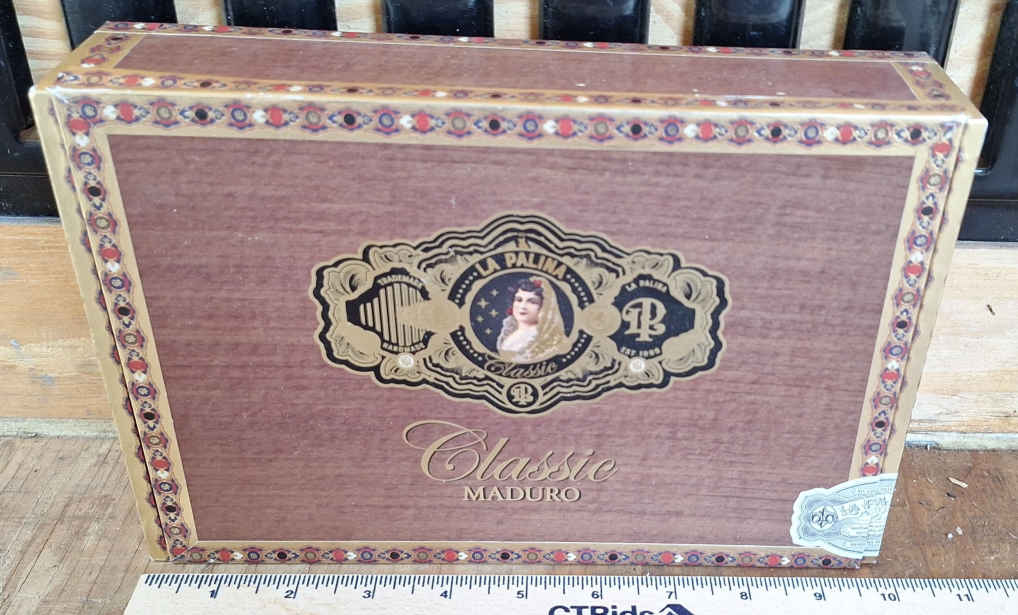 LA PALINA
TRADEMARK
HANDMADE
LA PALINA
LP
EST 1896
Classic
LP
Classic
MADURO
1 2 3 4 5 6 7 8 9 10 11
CTBids